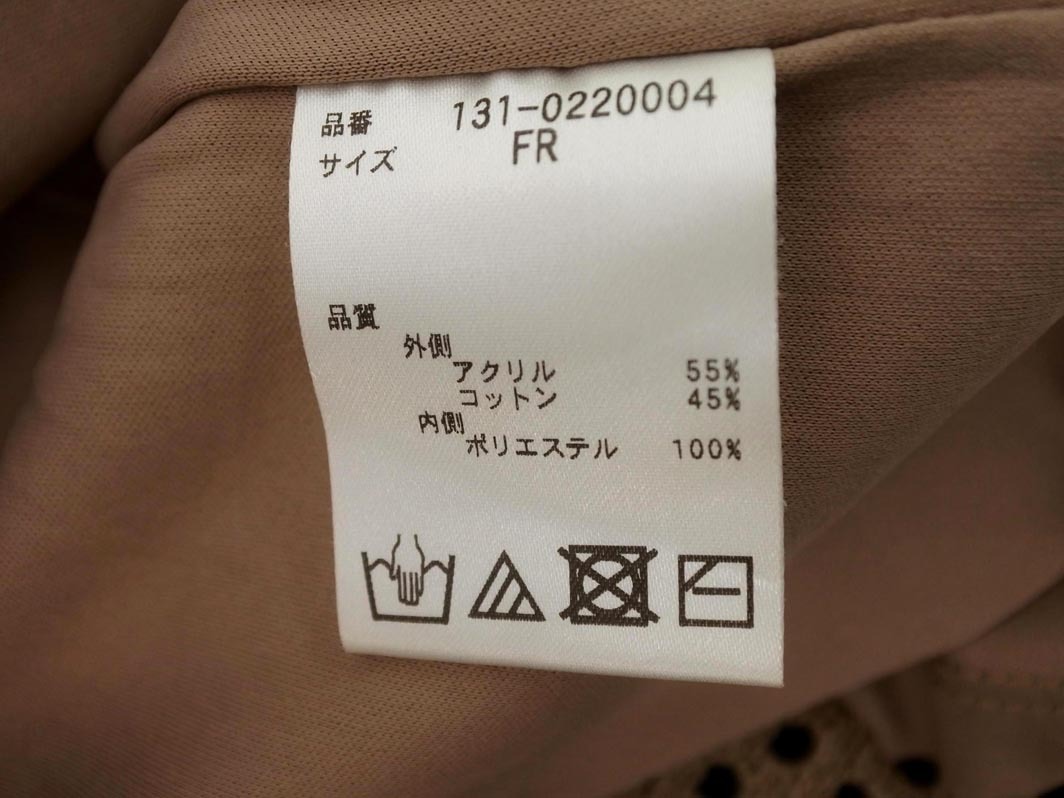 品番 131-0220004
サイズ FR
品質
外側
アクリル 55%
コットン 45%
内側
ポリエステル 100%